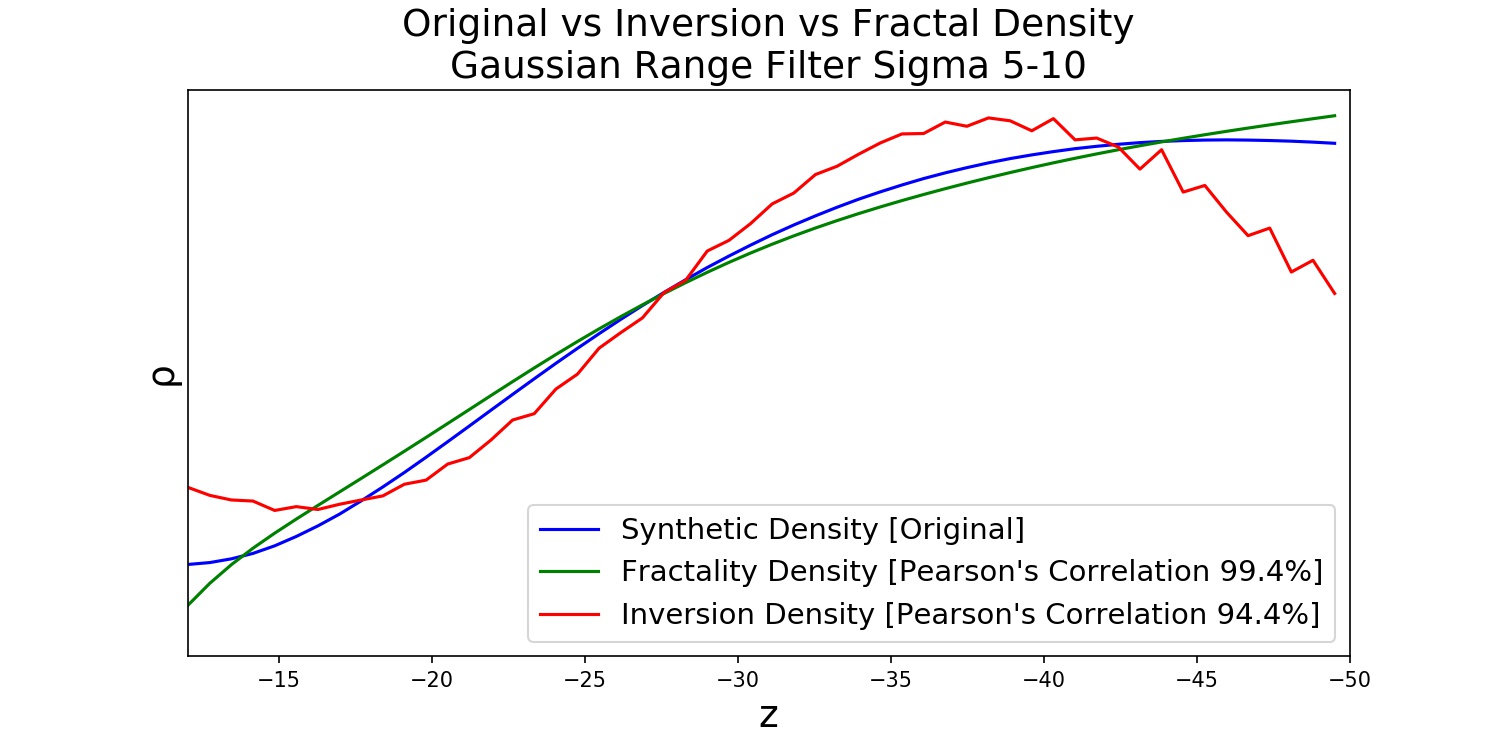 Original vs Inversion vs Fractal Density
Gaussian Range Filter Sigma 5-10
ρ
Synthetic Density [Original]
Fractality Density [Pearson's Correlation 99.4%]
Inversion Density [Pearson's Correlation 94.4%]
−15 −20 −25 −30 −35 −40 −45 −50
z